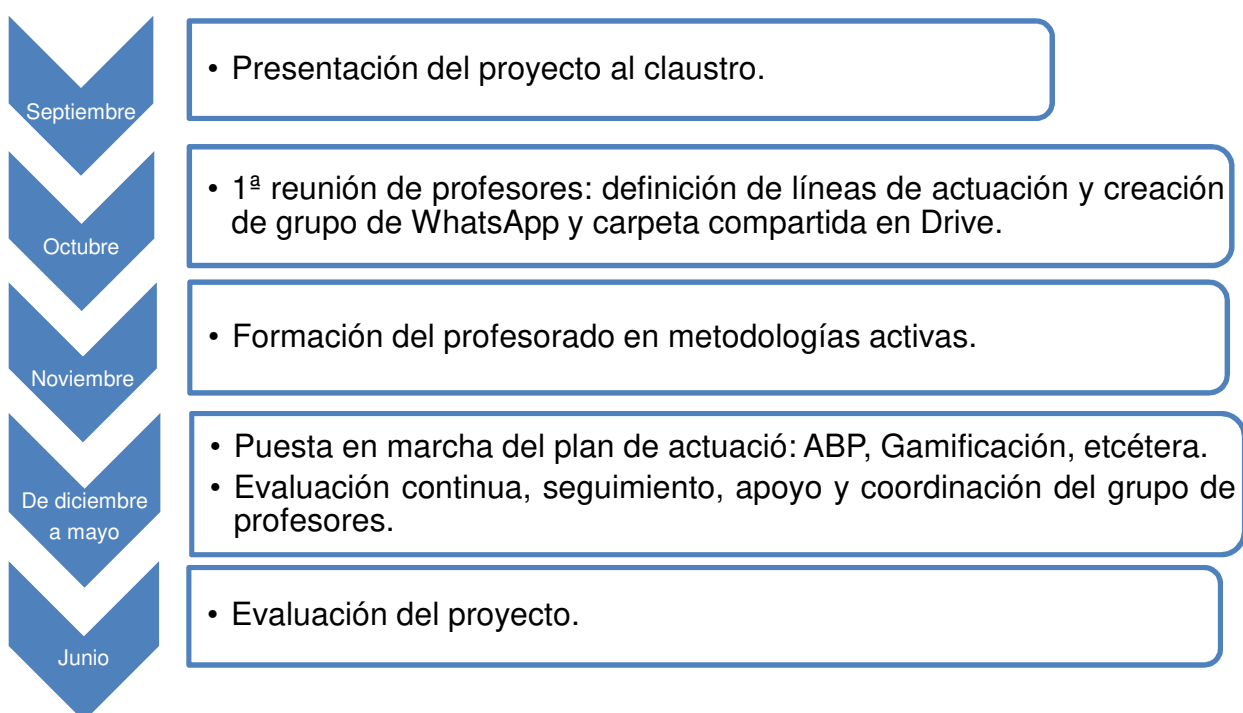 Septiembre
• Presentación del proyecto al claustro.
Octubre
• 1ª reunión de profesores: definición de líneas de actuación y creación
de grupo de WhatsApp y carpeta compartida en Drive.
Noviembre
• Formación del profesorado en metodologías activas.
De diciembre
a mayo
• Puesta en marcha del plan de actuació: ABP, Gamificación, etcétera.
• Evaluación continua, seguimiento, apoyo y coordinación del grupo de
profesores.
Junio
• Evaluación del proyecto.